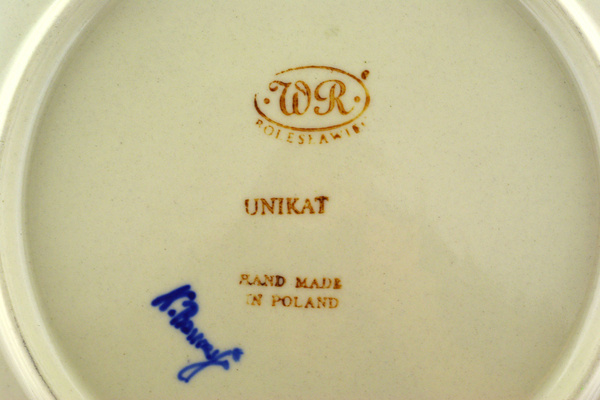 WR
BOLESŁAWIEC
UNIKAT
HAND MADE
IN POLAND